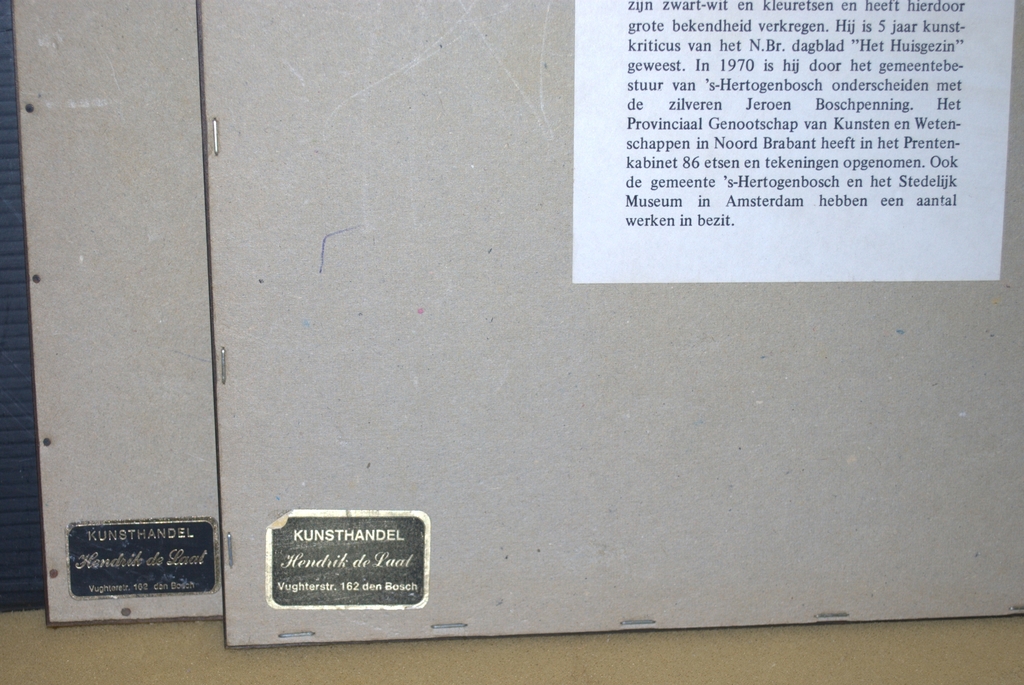 zijn zwart-wit en kleuretsen en heeft hierdoor
grote bekendheid verkregen. Hij is 5 jaar kunst-
kriticus van het N.Br. dagblad "Het Huisgezin"
geweest. In 1970 is hij door het gemeentebe-
stuur van 's-Hertogenbosch onderscheiden met
de zilveren Jeroen Boschpenning. Het
Provinciaal Genootschap van Kunsten en Weten-
schappen in Noord Brabant heeft in het Prenten-
kabinet 86 etsen en tekeningen opgenomen. Ook
de gemeente 's-Hertogenbosch en het Stedelijk
Museum in Amsterdam hebben een aantal
werken in bezit.
KUNSTHANDEL
Hendrik de Laat
Vughterstr. den Bosch
KUNSTHANDEL
Hendrik de Laat
Vughterstr. 162 den Bosch